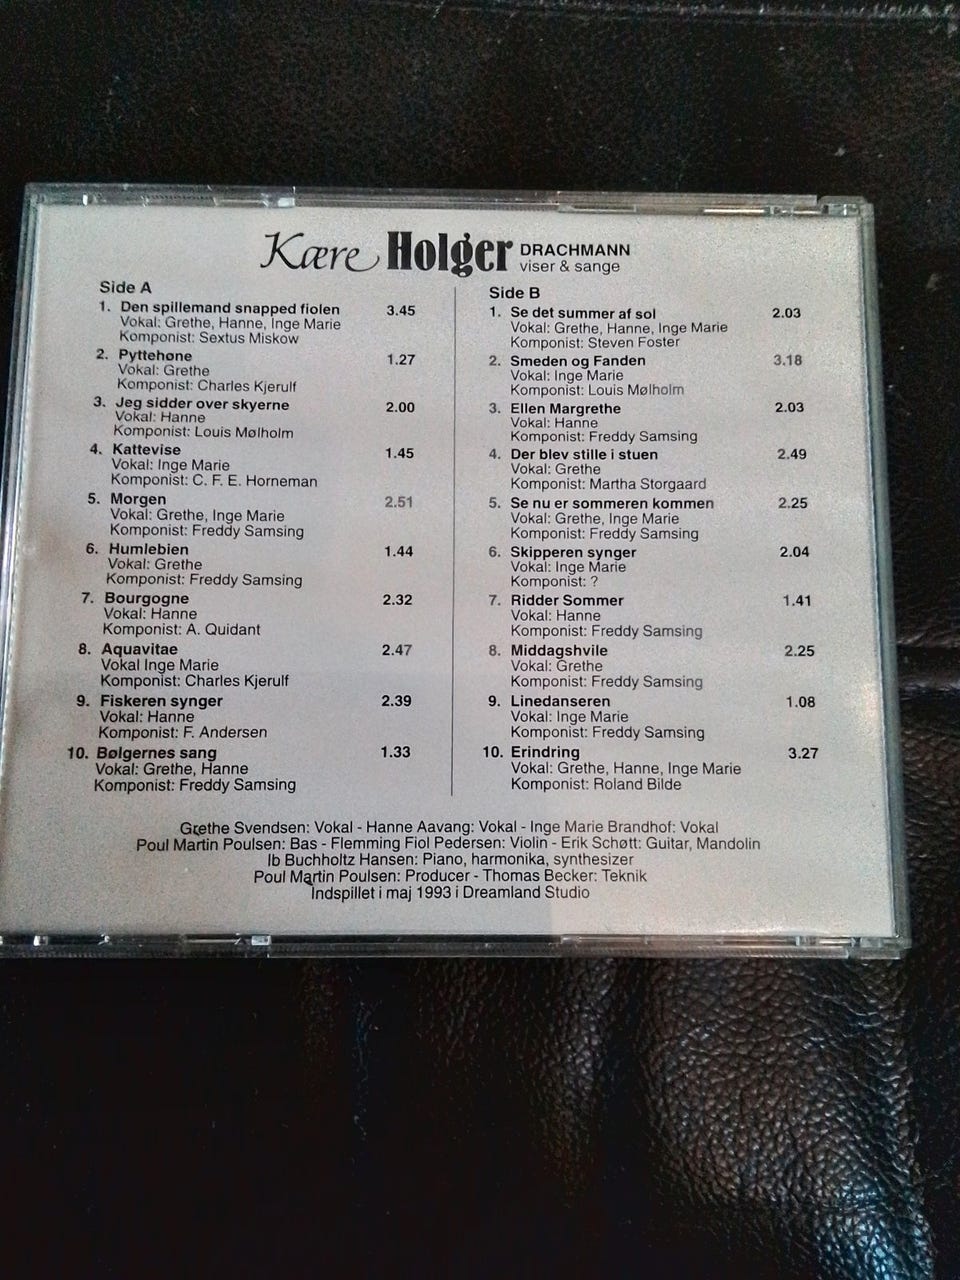 Kære Holger DRACHMANN
viser & sange
Side A
1. Den spillemand snapped fiolen 3.45
Vokal: Grethe, Hanne, Inge Marie
Komponist: Sextus Miskow
2. Pyttehøne 1.27
Vokal: Grethe
Komponist: Charles Kjerulf
3. Jeg sidder over skyerne 2.00
Vokal: Hanne
Komponist: Louis Mølholm
4. Kattevise 1.45
Vokal: Inge Marie
Komponist: C. F. E. Horneman
5. Morgen 2.51
Vokal: Grethe, Inge Marie
Komponist: Freddy Samsing
6. Humlebien 1.44
Vokal: Grethe
Komponist: Freddy Samsing
7. Bourgogne 2.32
Vokal: Hanne
Komponist: A. Quidant
8. Aquavitae 2.47
Vokal Inge Marie
Komponist: Charles Kjerulf
9. Fiskeren synger 2.39
Vokal: Hanne
Komponist: F. Andersen
10. Bølgernes sang 1.33
Vokal: Grethe, Hanne
Komponist: Freddy Samsing
Side B
1. Se det summer af sol 2.03
Vokal: Grethe, Hanne, Inge Marie
Komponist: Steven Foster
2. Smeden og Fanden 3.18
Vokal: Inge Marie
Komponist: Louis Mølholm
3. Ellen Margrethe 2.03
Vokal: Hanne
Komponist: Freddy Samsing
4. Der blev stille i stuen 2.49
Vokal: Grethe
Komponist: Martha Storgaard
5. Se nu er sommeren kommen 2.25
Vokal: Grethe, Inge Marie
Komponist: Freddy Samsing
6. Skipperen synger 2.04
Vokal: Inge Marie
Komponist: ?
7. Ridder Sommer 1.41
Vokal: Hanne
Komponist: Freddy Samsing
8. Middagshvile 2.25
Vokal: Grethe
Komponist: Freddy Samsing
9. Linedanseren 1.08
Vokal: Inge Marie
Komponist: Freddy Samsing
10. Erindring 3.27
Vokal: Grethe, Hanne, Inge Marie
Komponist: Roland Bilde
Grethe Svendsen: Vokal - Hanne Aavang: Vokal - Inge Marie Brandhof: Vokal
Poul Martin Poulsen: Bas - Flemming Fiol Pedersen: Violin - Erik Schøtt: Guitar, Mandolin
Ib Buchholtz Hansen: Piano, harmonika, synthesizer
Poul Martin Poulsen: Producer - Thomas Becker: Teknik
Indspillet i maj 1993 i Dreamland Studio